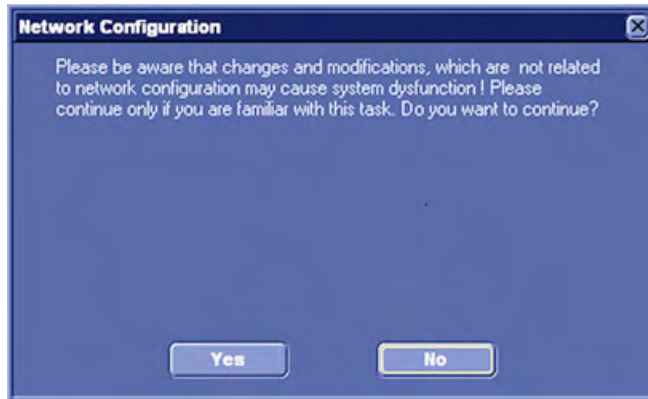 Network Configuration
Please be aware that changes and modifications, which are not related
to network configuration may cause system dysfunction ! Please
continue only if you are familiar with this task. Do you want to continue?
Yes
No